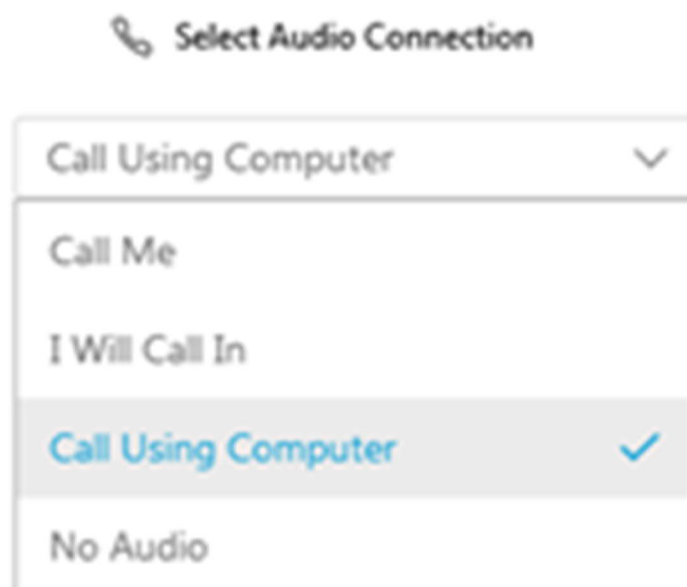 Select Audio Connection
Call Using Computer
Call Me
I Will Call In
Call Using Computer
No Audio